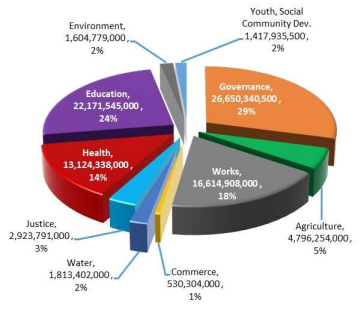 Youth, Social
Community Dev.
1,417,935,500,
2%
Environment,
1,604,779,000,
2%
Governance,
26,650,340,500,
29%
Education,
22,171,545,000,
24%
Health,
13,124,338,000,
14%
Works,
16,614,908,000,
18%
Agriculture,
4,796,254,000,
5%
Justice,
2,923,791,000,
3%
Water,
1,813,402,000,
2%
Commerce,
530,304,000,
1%